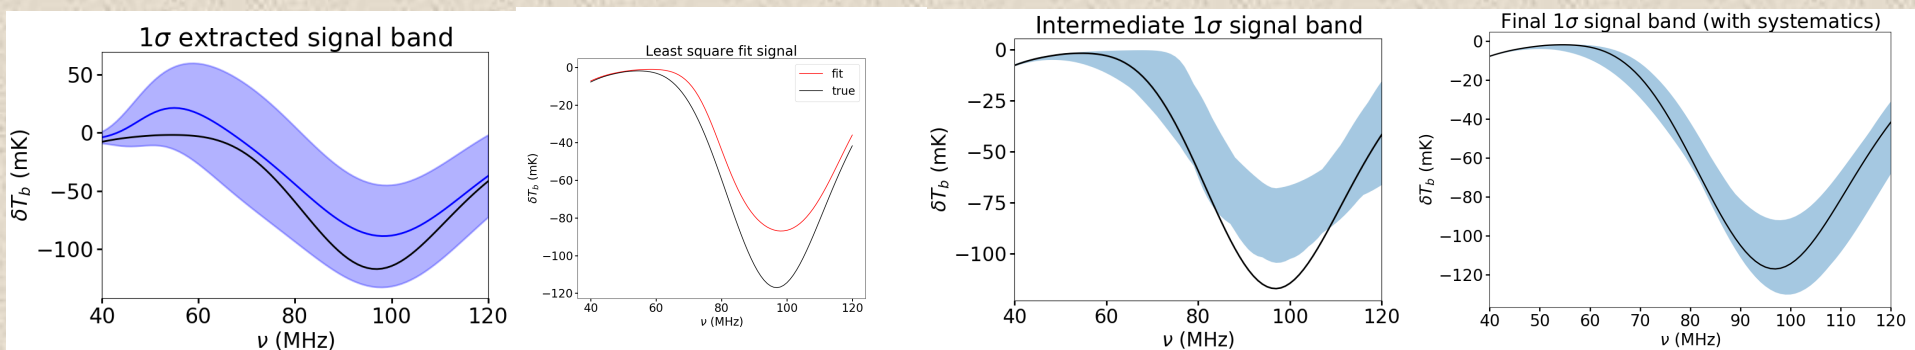 1σ extracted signal band
50
0
−50
−100
δT_b (mK)
40 60 80 100 120
ν (MHz)
Least square fit signal
fit
true
0
−20
−40
−60
−80
−100
−120
δT_b (mK)
40 60 80 100 120
ν (MHz)
Intermediate 1σ signal band
0
−25
−50
−75
−100
δT_b (mK)
40 60 80 100 120
ν (MHz)
Final 1σ signal band (with systematics)
0
−20
−40
−60
−80
−100
−120
δT_b (mK)
40 50 60 70 80 90 100 110 120
ν (MHz)